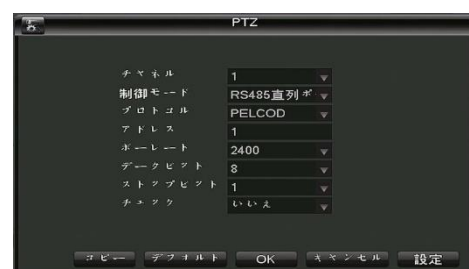 PTZ
チャネル 1
制御モード RS485直列ポ
プロトコル PELCOD
アドレス 1
ボーレート 2400
データビット 8
ストップビット 1
チェック いいえ
コピー デフォルト OK キャンセル 設定